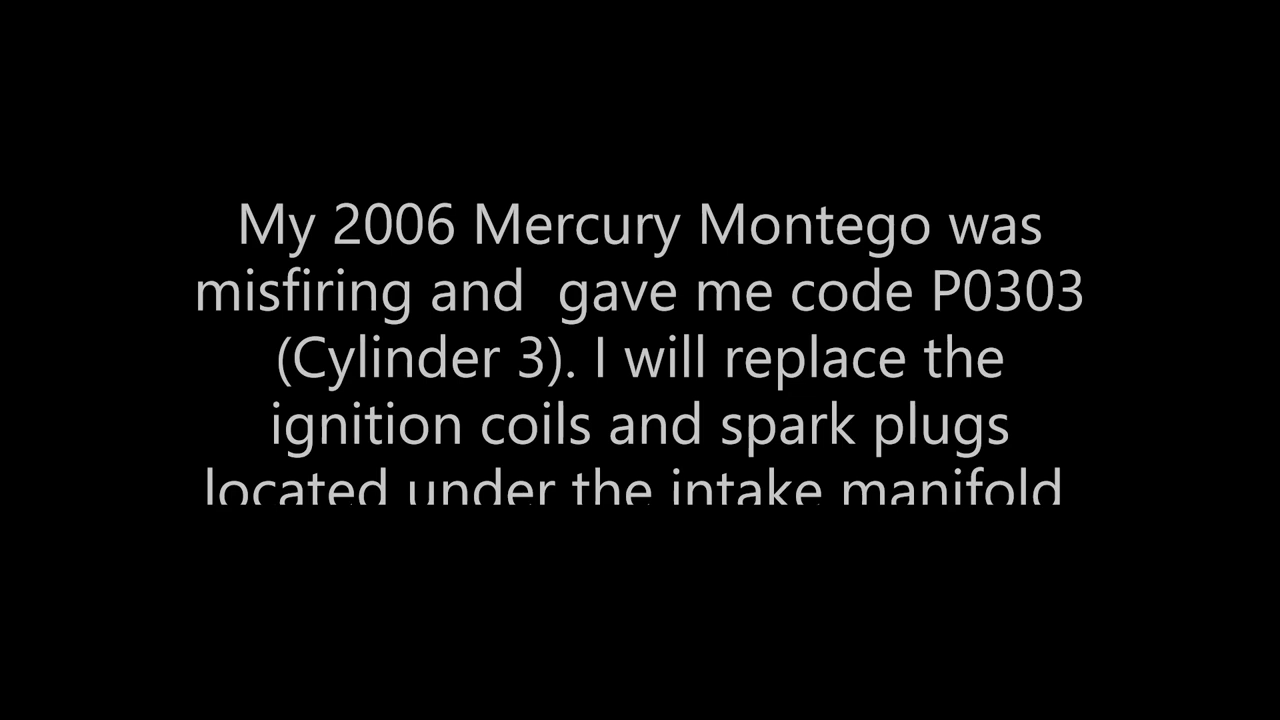 My 2006 Mercury Montego was
misfiring and  gave me code P0303
(Cylinder 3). I will replace the
ignition coils and spark plugs
located under the intake manifold